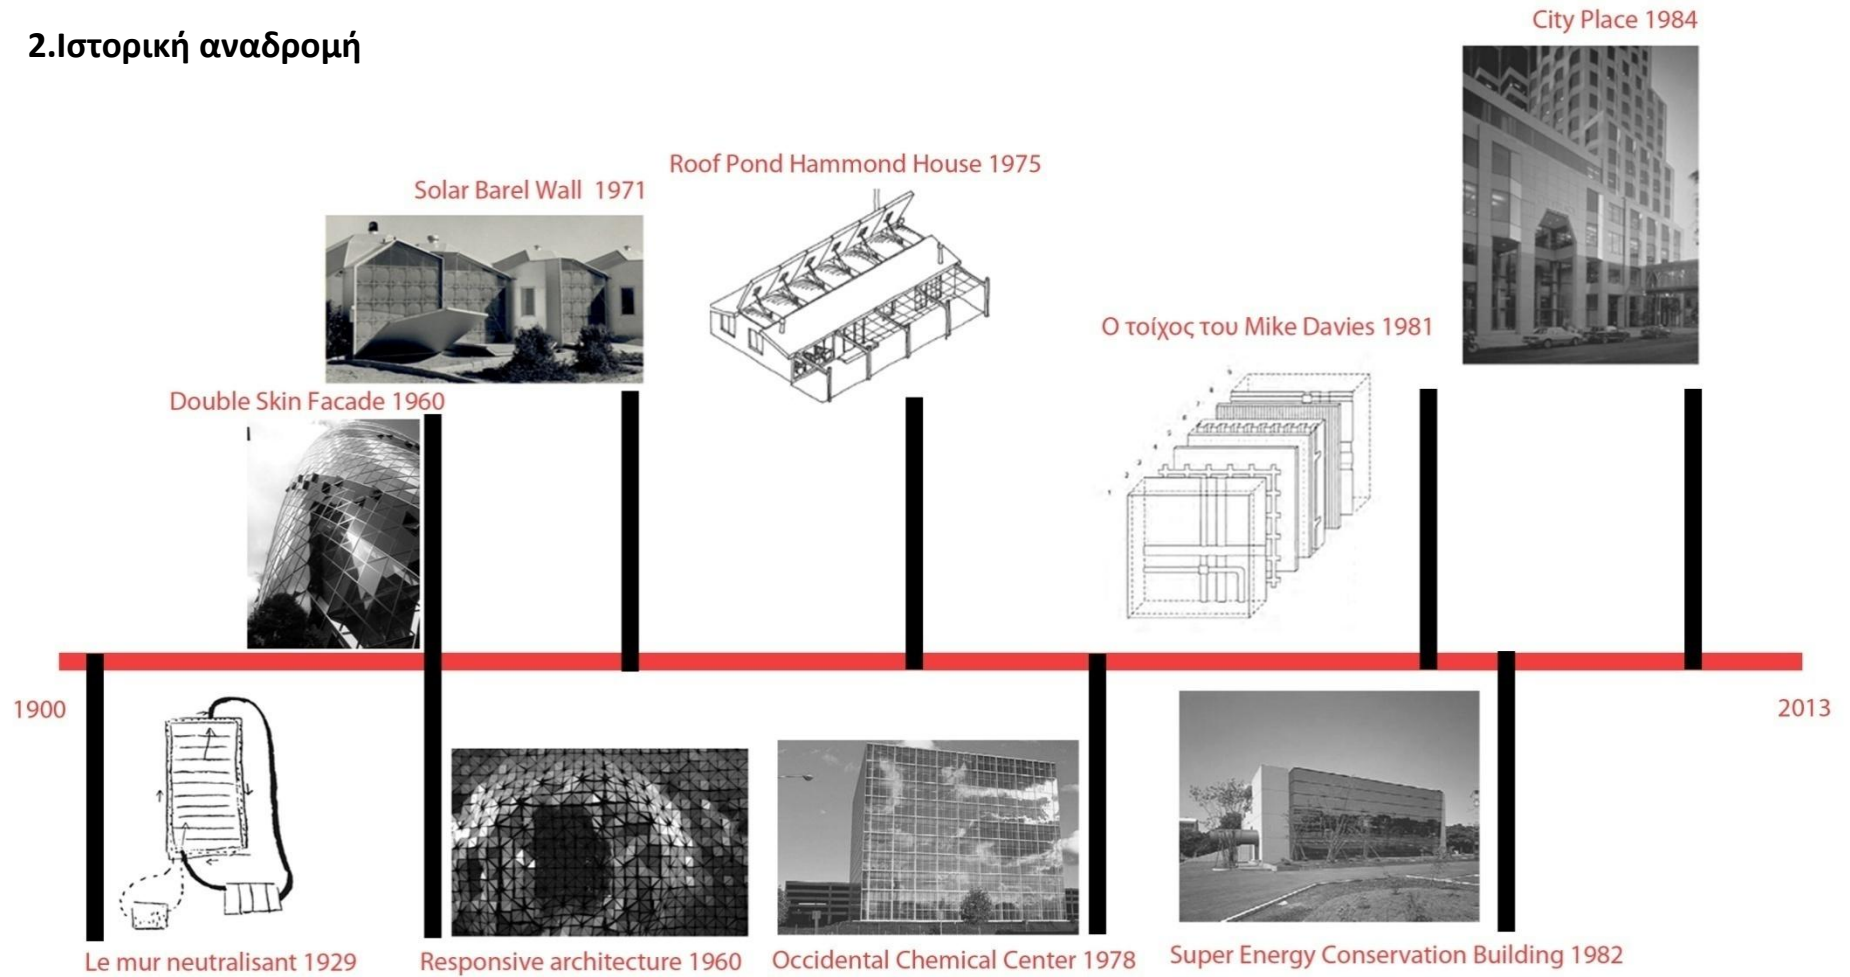 2.Ιστορική αναδρομή
City Place 1984
Roof Pond Hammond House 1975
Solar Barel Wall 1971
Ο τοίχος του Mike Davies 1981
Double Skin Facade 1960
1900
2013
Le mur neutralisant 1929
Responsive architecture 1960
Occidental Chemical Center 1978
Super Energy Conservation Building 1982